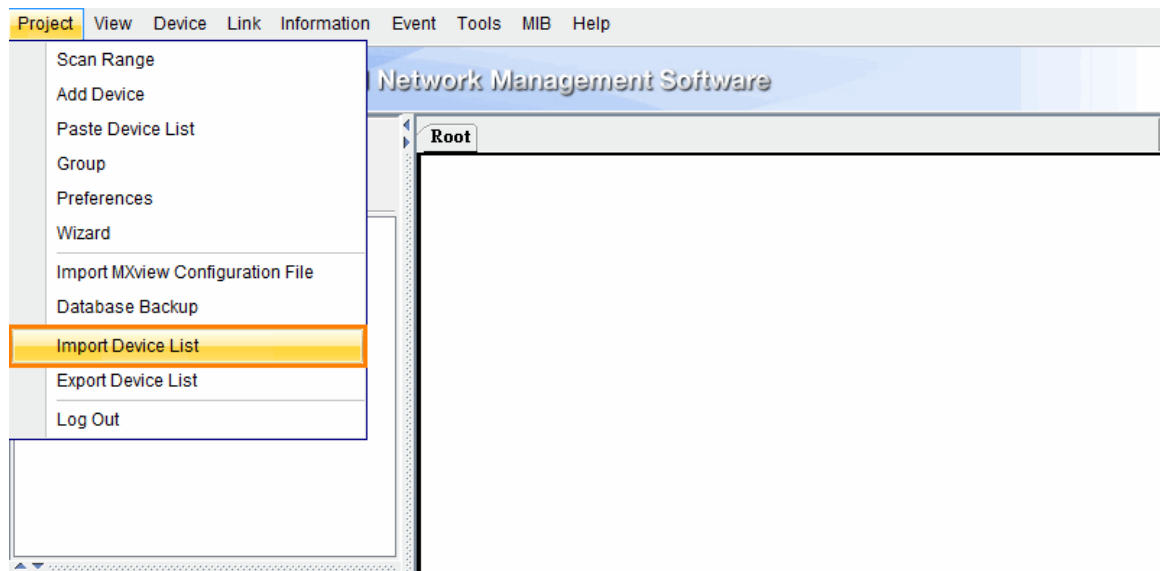 Project View Device Link Information Event Tools MIB Help
Scan Range
Network Management Software
Add Device
Paste Device List
Root
Group
Preferences
Wizard
Import MXview Configuration File
Database Backup
Import Device List
Export Device List
Log Out